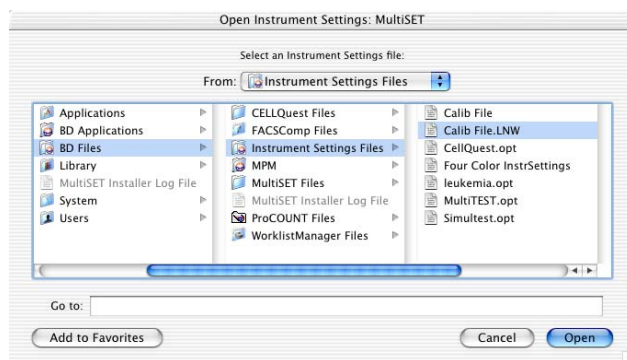 Open Instrument Settings: MultiSET
Select an Instrument Settings file:
From: Instrument Settings Files
Applications
BD Applications
BD Files
Library
MultiSET Installer Log File
System
Users
CELLQuest Files
FACSComp Files
Instrument Settings Files
MPM
MultiSET Files
MultiSET Installer Log File
ProCOUNT Files
WorklistManager Files
Calib File
Calib File.LNW
CellQuest.opt
Four Color InstrSettings
leukemia.opt
MultiTEST.opt
Simultest.opt
Go to:
Add to Favorites
Cancel
Open